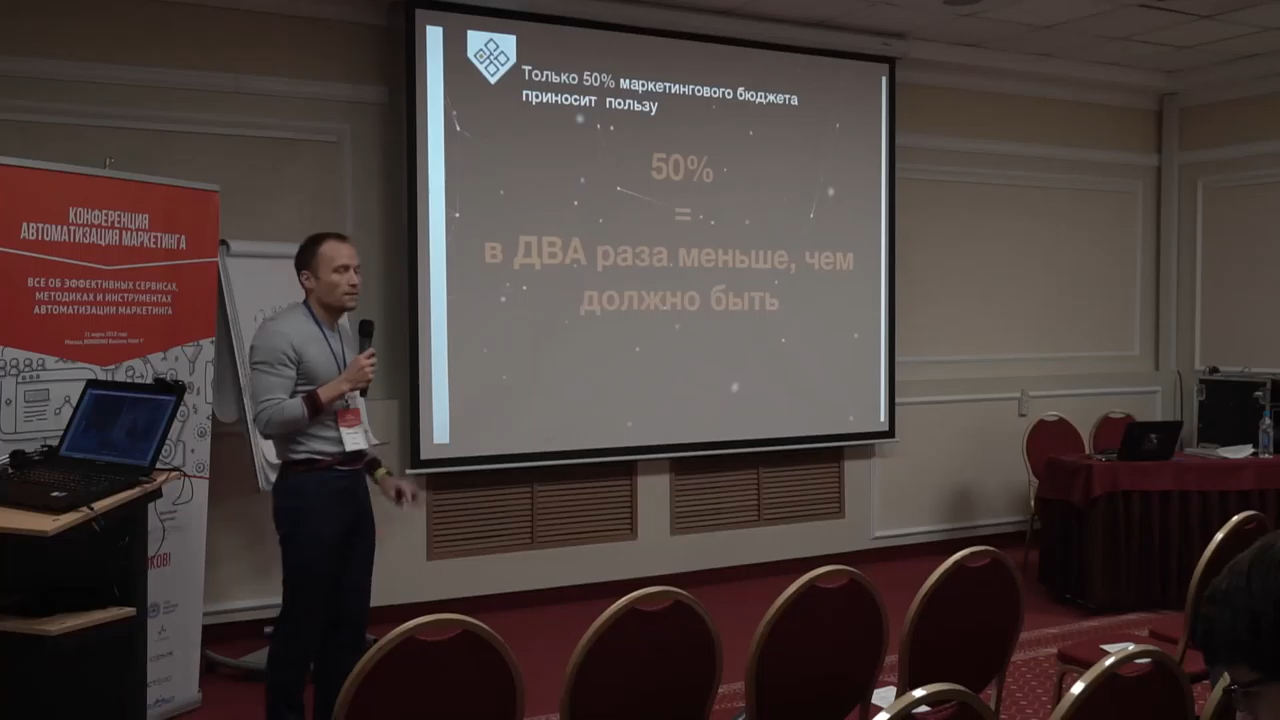 Только 50% маркетингового бюджета
приносит пользу
50%
=
в ДВА раза меньше, чем
должно быть
КОНФЕРЕНЦИЯ
АВТОМАТИЗАЦИЯ МАРКЕТИНГА
ВСЕ ОБ ЭФФЕКТИВНЫХ СЕРВИСАХ,
МЕТОДИКАХ И ИНСТРУМЕНТАХ
АВТОМАТИЗАЦИИ МАРКЕТИНГА